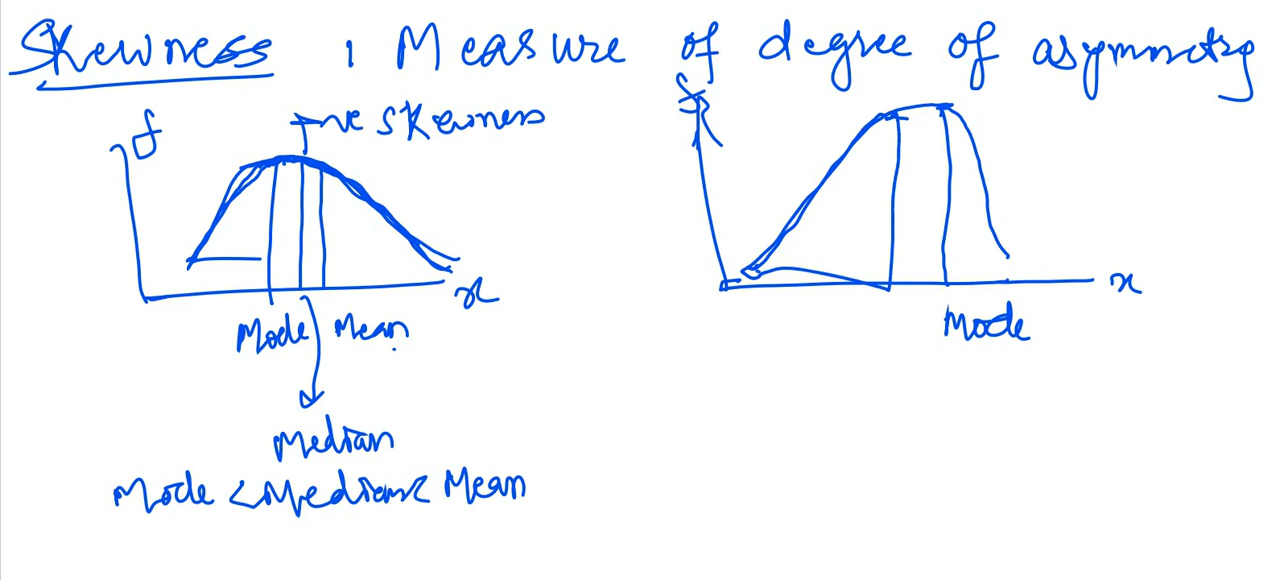 Skewness : Measure of degree of asymmetry
f
+ve skewness
x
Mode Mean
Median
Mode < Median < Mean
x
Mode